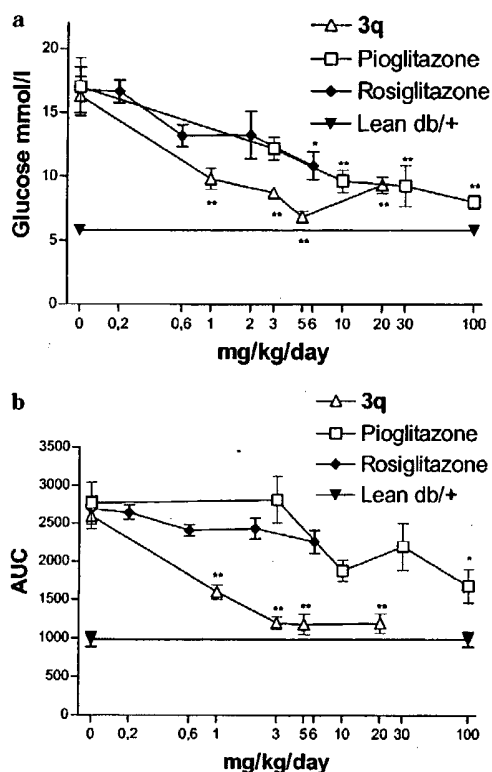 a
3q
Pioglitazone
Rosiglitazone
Lean db/+
Glucose mmol/l
20
15
10
5
0
* ** ** ** ** ** ** **
0 0,2 0,6 1 2 3 5 6 10 20 30 100
mg/kg/day
b
3q
Pioglitazone
Rosiglitazone
Lean db/+
AUC
3500
3000
2500
2000
1500
1000
500
0
** ** ** ** *
0 0,2 0,6 1 3 5 6 10 20 30 100
mg/kg/day